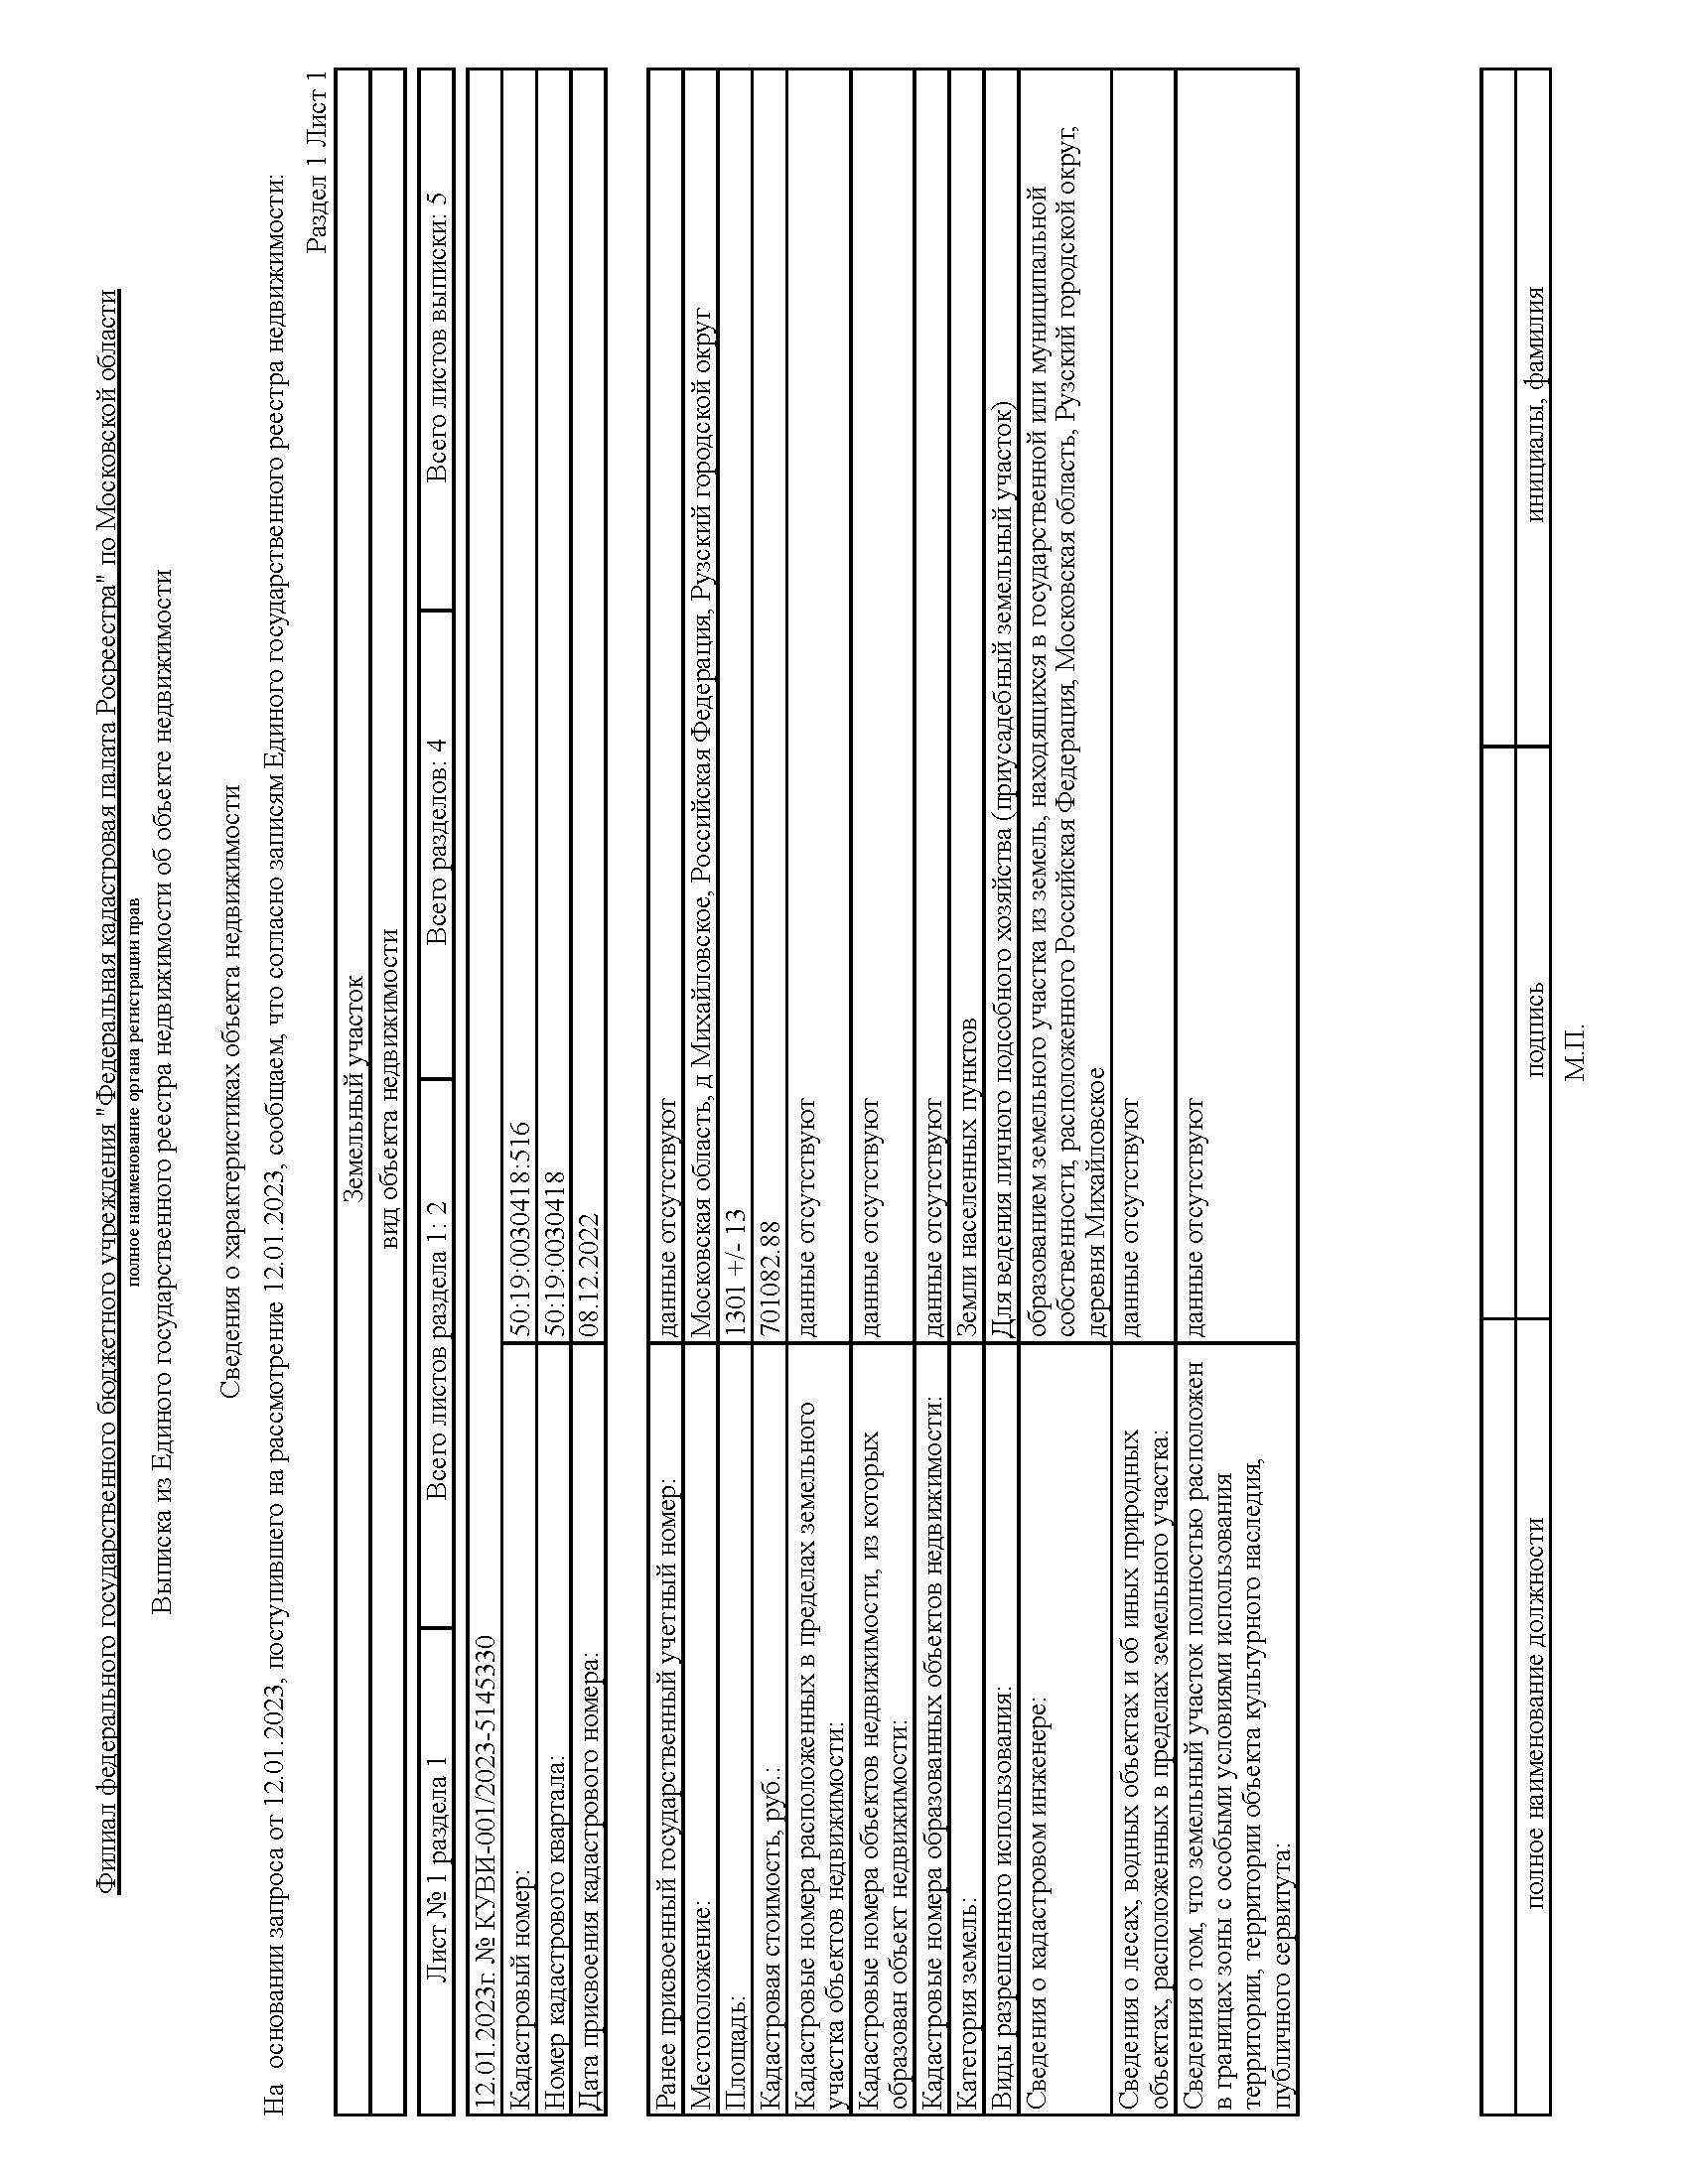 Филиал федерального государственного бюджетного учреждения "Федеральная кадастровая палата Росреестра" по Московской области
полное наименование органа регистрации прав
Выписка из Единого государственного реестра недвижимости об объекте недвижимости
Сведения о характеристиках объекта недвижимости
На основании запроса от 12.01.2023, поступившего на рассмотрение 12.01.2023, сообщаем, что согласно записям Единого государственного реестра недвижимости:
Раздел 1 Лист 1
Земельный участок
вид объекта недвижимости
Лист № 1 раздела 1
Всего листов раздела 1: 2
Всего разделов: 4
Всего листов выписки: 5
12.01.2023г. № КУВИ-001/2023-5145330
Кадастровый номер:
50:19:0030418:516
Номер кадастрового квартала:
50:19:0030418
Дата присвоения кадастрового номера:
08.12.2022
Ранее присвоенный государственный учетный номер:
данные отсутствуют
Местоположение:
Московская область, д Михайловское, Российская Федерация, Рузский городской округ
Площадь:
1301 +/- 13
Кадастровая стоимость, руб.:
701082.88
Кадастровые номера расположенных в пределах земельного
участка объектов недвижимости:
данные отсутствуют
Кадастровые номера объектов недвижимости, из которых
образован объект недвижимости:
данные отсутствуют
Кадастровые номера образованных объектов недвижимости:
данные отсутствуют
Категория земель:
Земли населенных пунктов
Виды разрешенного использования:
Для ведения личного подсобного хозяйства (приусадебный земельный участок)
Сведения о кадастровом инженере:
образованием земельного участка из земель, находящихся в государственной или муниципальной
собственности, расположенного Российская Федерация, Московская область, Рузский городской округ,
деревня Михайловское
Сведения о лесах, водных объектах и об иных природных
объектах, расположенных в пределах земельного участка:
данные отсутствуют
Сведения о том, что земельный участок полностью расположен
в границах зоны с особыми условиями использования
территории, территории объекта культурного наследия,
публичного сервитута:
данные отсутствуют
полное наименование должности
подпись
инициалы, фамилия
М.П.